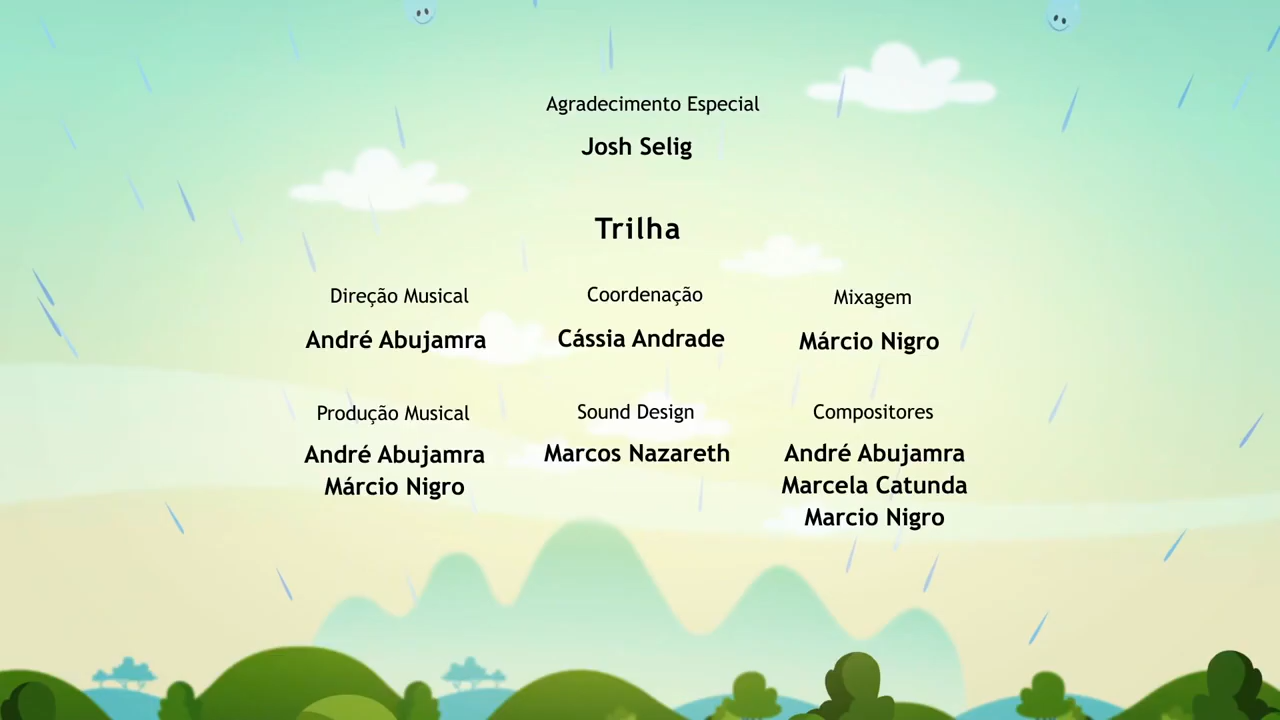 Agradecimento Especial
Josh Selig
Trilha
Direção Musical
André Abujamra
Coordenação
Cássia Andrade
Mixagem
Márcio Nigro
Produção Musical
André Abujamra
Márcio Nigro
Sound Design
Marcos Nazareth
Compositores
André Abujamra
Marcela Catunda
Marcio Nigro